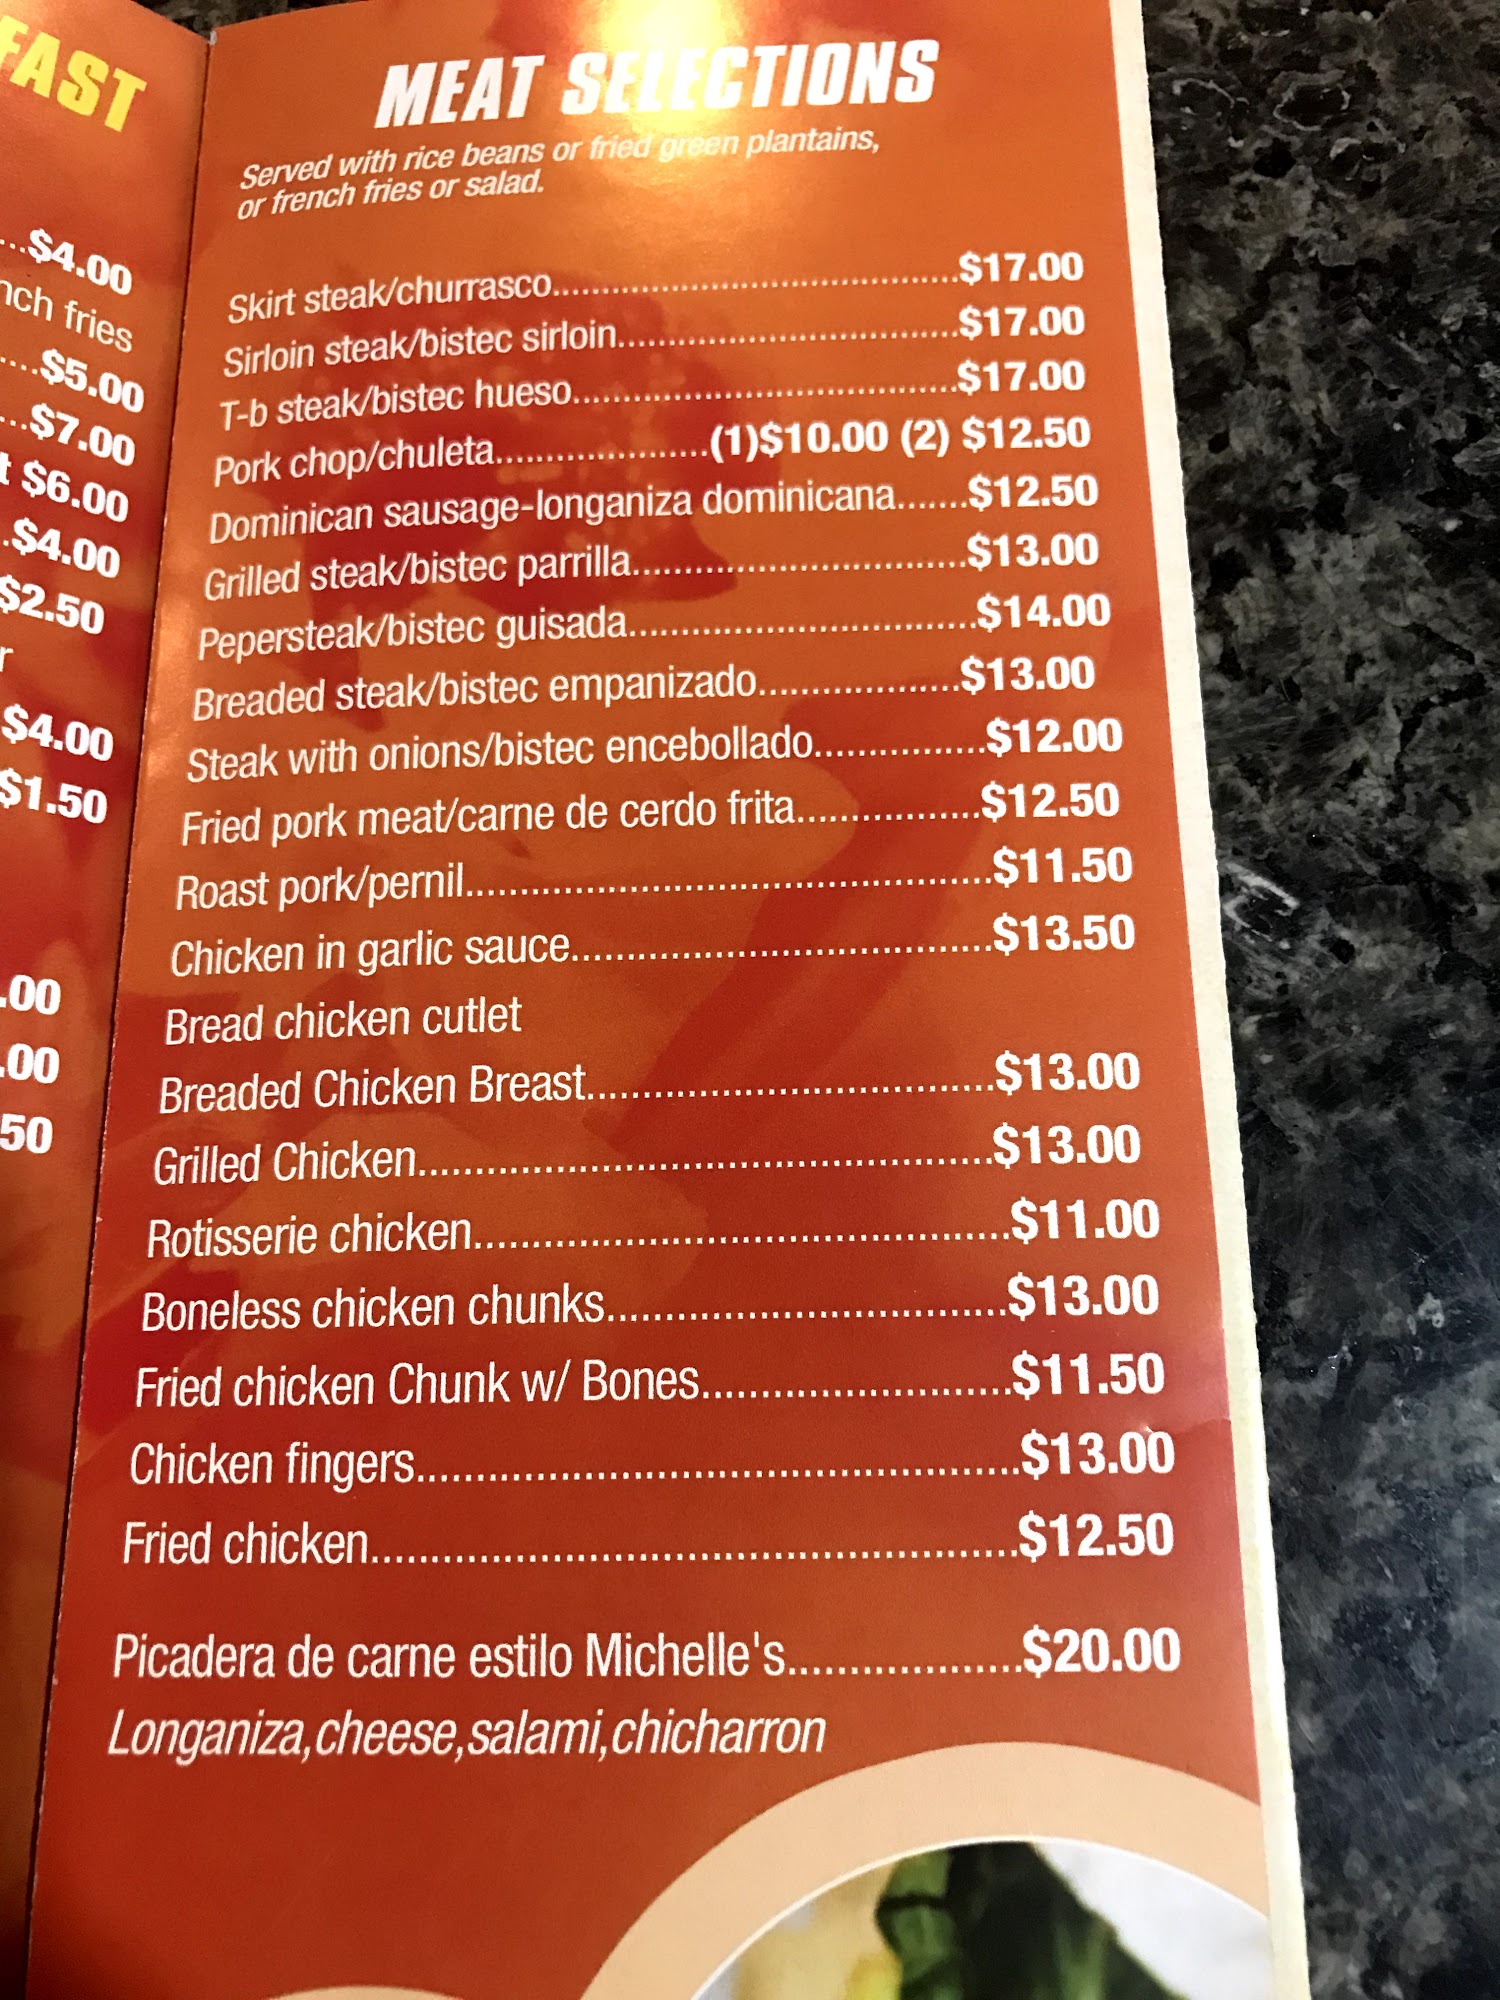 FAST
$4.00
fries
$5.00
$7.00
$6.00
$4.00
$2.50
$4.00
$1.50
.00
.00
50
MEAT SELECTIONS
Served with rice beans or fried green plantains,
or french fries or salad.
Skirt steak/churrasco..............................$17.00
Sirloin steak/bistec sirloin..............................$17.00
T-b steak/bistec hueso..............................$17.00
Pork chop/chuleta.....................(1)$10.00 (2) $12.50
Dominican sausage-longaniza dominicana.......$12.50
Grilled steak/bistec parrilla..............................$13.00
Pepersteak/bistec guisada..............................$14.00
Breaded steak/bistec empanizado.................$13.00
Steak with onions/bistec encebollado..............$12.00
Fried pork meat/carne de cerdo frita...............$12.50
Roast pork/pernil..............................$11.50
Chicken in garlic sauce..............................$13.50
Bread chicken cutlet
Breaded Chicken Breast..............................$13.00
Grilled Chicken..............................$13.00
Rotisserie chicken..............................$11.00
Boneless chicken chunks..............................$13.00
Fried chicken Chunk w/ Bones..........................$11.50
Chicken fingers..............................$13.00
Fried chicken..............................$12.50
Picadera de carne estilo Michelle's...................$20.00
Longaniza,cheese,salami,chicharron